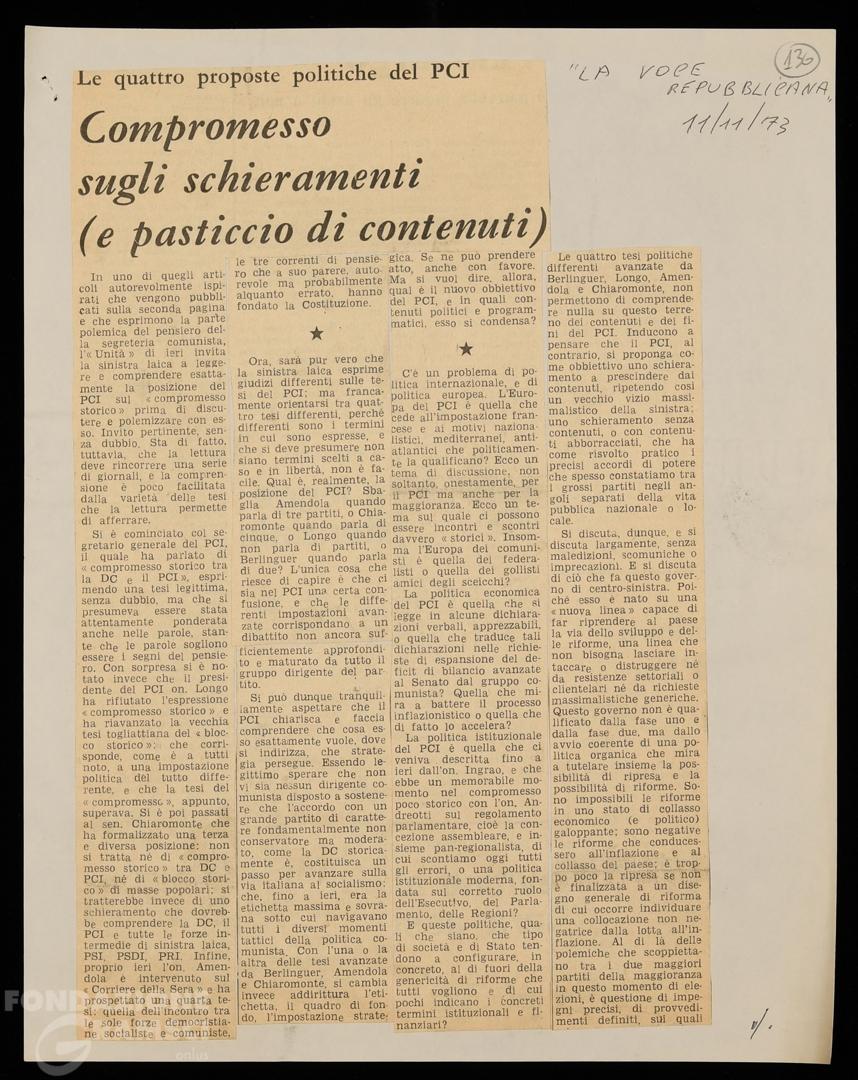 Le quattro proposte politiche del PCI
Compromesso
sugli schieramenti
(e pasticcio di contenuti)
"LA VOCE
REPUBBLICANA"
11/11/73
136
In uno di quegli arti-
coli autorevolmente ispi-
rati che vengono pubbli-
cati sulla seconda pagina
e che esprimono la parte
polemica del pensiero del-
la segreteria comunista,
l'«Unità» di ieri invita
la sinistra laica a legge-
re e comprendere esatta-
mente la posizione del
PCI sul «compromesso
storico» prima di discu-
tere e polemizzare con es-
so. Invito pertinente, sen-
za dubbio. Sta di fatto,
tuttavia, che la lettura
deve rincorrere una serie
di giornali, e la compren-
sione è poco facilitata
dalla varietà delle tesi
che la lettura permette
di afferrare.
Si è cominciato col se-
gretario generale del PCI,
il quale ha parlato di
«compromesso storico tra
la DC e il PCI», espri-
mendo una tesi legittima,
senza dubbio, ma che si
presumeva essere stata
attentamente ponderata
anche nelle parole, stan-
te che le parole sogliono
essere i segni del pensie-
ro. Con sorpresa si è no-
tato invece che il presi-
dente del PCI on. Longo
ha rifiutato l'espressione
«compromesso storico» e
ha riavanzato la vecchia
tesi togliattiana del «bloc-
co storico»: che corri-
sponde, come è a tutti
noto, a una impostazione
politica del tutto diffe-
rente, e che la tesi del
«compromesso», appunto,
superava. Si è poi passati
al sen. Chiaromonte che
ha formalizzato una terza
e diversa posizione: non
si tratta né di «compro-
messo storico» tra DC e
PCI, né di «blocco stori-
co» di masse popolari; si
tratterebbe invece di uno
schieramento che dovreb-
be comprendere la DC, il
PCI e tutte le forze in-
termedie di sinistra laica,
PSI, PSDI, PRI. Infine,
proprio ieri l'on. Amen-
dola è intervenuto sul
«Corriere della Sera» e ha
prospettato un quarta te-
si: quella dell'incontro tra
le sole forze democristia-
ne socialiste e comuniste,
le tre correnti di pensie-
ro che a suo parere, auto-
revole ma probabilmente
alquanto errato, hanno
fondato la Costituzione.
★
Ora, sarà pur vero che
la sinistra laica esprime
giudizi differenti sulle te-
si del PCI; ma franca-
mente orientarsi tra quat-
tro tesi differenti, perché
differenti sono i termini
in cui sono espresse, e
che si deve presumere non
siano termini scelti a ca-
so e in libertà, non è fa-
cile. Qual è, realmente, la
posizione del PCI? Sba-
glia Amendola quando
parla di tre partiti, o Chia-
romonte quando parla di
cinque, o Longo quando
non parla di partiti, o
Berlinguer quando parla
di due? L'unica cosa che
riesce di capire è che ci
sia nel PCI una certa con-
fusione, e che le diffe-
renti impostazioni avan-
zate corrispondano a un
dibattito non ancora suf-
ficientemente approfondi-
to e maturato da tutto il
gruppo dirigente del par-
tito.
Si può dunque tranquil-
lamente aspettare che il
PCI chiarisca e faccia
comprendere che cosa es-
so esattamente vuole, dove
si indirizza, che strate-
gia persegue. Essendo le-
gittimo sperare che non
vi sia nessun dirigente co-
munista disposto a sostene-
re che l'accordo con un
grande partito di caratte-
re fondamentalmente non
conservatore ma modera-
to, come la DC storica-
mente è, costituisca un
passo per avanzare sulla
via italiana al socialismo:
che, fino a ieri, era la
etichetta massima e sovra-
na sotto cui navigavano
tutti i diversi momenti
tattici della politica co-
munista. Con l'una o la
altra delle tesi avanzate
da Berlinguer, Amendola
e Chiaromonte, si cambia
invece addirittura l'eti-
chetta, il quadro di fon-
do, l'impostazione strate-
gica. Se ne può prendere
atto, anche con favore.
Ma si vuol dire, allora,
qual è il nuovo obbiettivo
del PCI, e in quali con-
tenuti politici e program-
matici, esso si condensa?
★
C'è un problema di po-
litica internazionale, e di
politica europea. L'Euro-
pa del PCI è quella che
cede all'impostazione fran-
cese e ai motivi naziona-
listici, mediterranei, anti-
atlantici che politicamen-
te la qualificano? Ecco un
tema di discussione, non
soltanto, onestamente, per
il PCI ma anche per la
maggioranza. Ecco un te-
ma sul quale ci possono
essere incontri e scontri
davvero «storici». Insom-
ma l'Europa dei comuni-
sti è quella dei federa-
listi o quella dei gollisti
amici degli sceicchi?
La politica economica
del PCI è quella che si
legge in alcune dichiara-
zioni verbali, apprezzabili,
o quella che traduce tali
dichiarazioni nelle richie-
ste di espansione del de-
ficit di bilancio avanzate
al Senato dal gruppo co-
munista? Quella che mi-
ra a battere il processo
inflazionistico o quella che
di fatto lo accelera?
La politica istituzionale
del PCI è quella che ci
veniva descritta fino a
ieri dall'on. Ingrao, e che
ebbe un memorabile mo-
mento nel compromesso
poco storico con l'on. An-
dreotti sul regolamento
parlamentare, cioè la con-
cezione assembleare, e in-
sieme pan-regionalista, di
cui scontiamo oggi tutti
gli errori, o una politica
istituzionale moderna, fon-
data sul corretto ruolo
dell'Esecutivo, del Parla-
mento, delle Regioni?
E queste politiche, qua-
li che siano, che tipo
di società e di Stato ten-
dono a configurare, in
concreto, al di fuori della
genericità di riforme che
tutti vogliono e di cui
pochi indicano i concreti
termini istituzionali e fi-
nanziari?
Le quattro tesi politiche
differenti avanzate da
Berlinguer, Longo, Amen-
dola e Chiaromonte, non
permettono di comprende-
re nulla su questo terre-
no dei contenuti e dei fi-
ni del PCI. Inducono a
pensare che il PCI, al
contrario, si proponga co-
me obbiettivo uno schiera-
mento a prescindere dai
contenuti, ripetendo così
un vecchio vizio massi-
malistico della sinistra;
uno schieramento senza
contenuti, o con contenu-
ti abborracciati, che ha
come risvolto pratico i
precisi accordi di potere
che spesso constatiamo tra
i grossi partiti negli an-
goli separati della vita
pubblica nazionale o lo-
cale.
Si discuta, dunque, e si
discuta largamente, senza
maledizioni, scomuniche o
imprecazioni. E si discuta
di ciò che fa questo gover-
no di centro-sinistra. Poi-
ché esso è nato su una
«nuova linea» capace di
far riprendere al paese
la via dello sviluppo e del-
le riforme, una linea che
non bisogna lasciare in-
taccare o distruggere né
da resistenze settoriali o
clientelari né da richieste
massimalistiche generiche.
Questo governo non è qua-
lificato dalla fase uno e
dalla fase due, ma dallo
avvio coerente di una po-
litica organica che mira
a tutelare insieme la pos-
sibilità di ripresa e la
possibilità di riforme. So-
no impossibili le riforme
in uno stato di collasso
economico (e politico)
galoppante; sono negative
le riforme che conduces-
sero all'inflazione e al
collasso del paese; è trop-
po poco la ripresa se non
è finalizzata a un dise-
gno generale di riforma
di cui occorre individuare
una collocazione non ne-
gatrice dalla lotta all'in-
flazione. Al di là delle
polemiche che scoppietta-
no tra i due maggiori
partiti della maggioranza
in questo momento di ele-
zioni, è questione di impe-
gni precisi, di provvedi-
menti definiti, sui quali
onlus